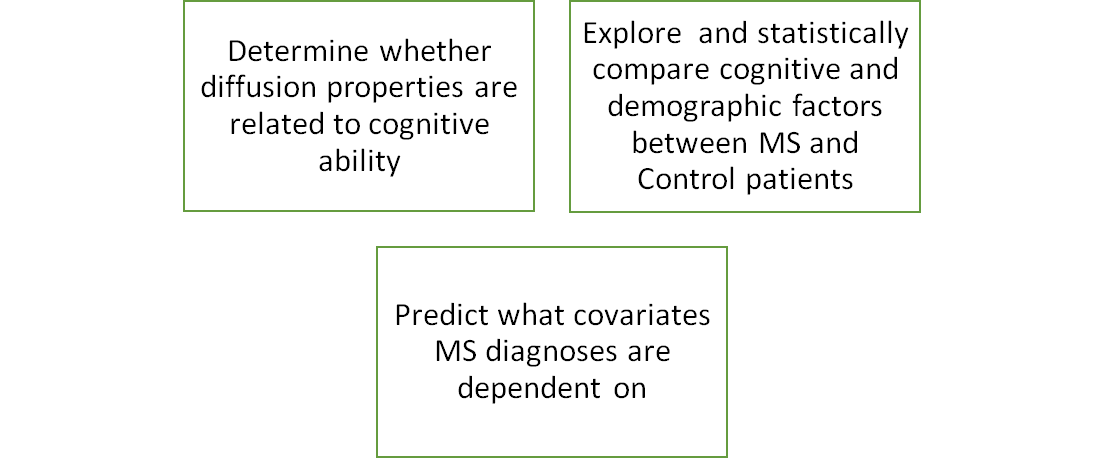 Determine whether
diffusion properties are
related to cognitive
ability
Explore and statistically
compare cognitive and
demographic factors
between MS and
Control patients
Predict what covariates
MS diagnoses are
dependent on